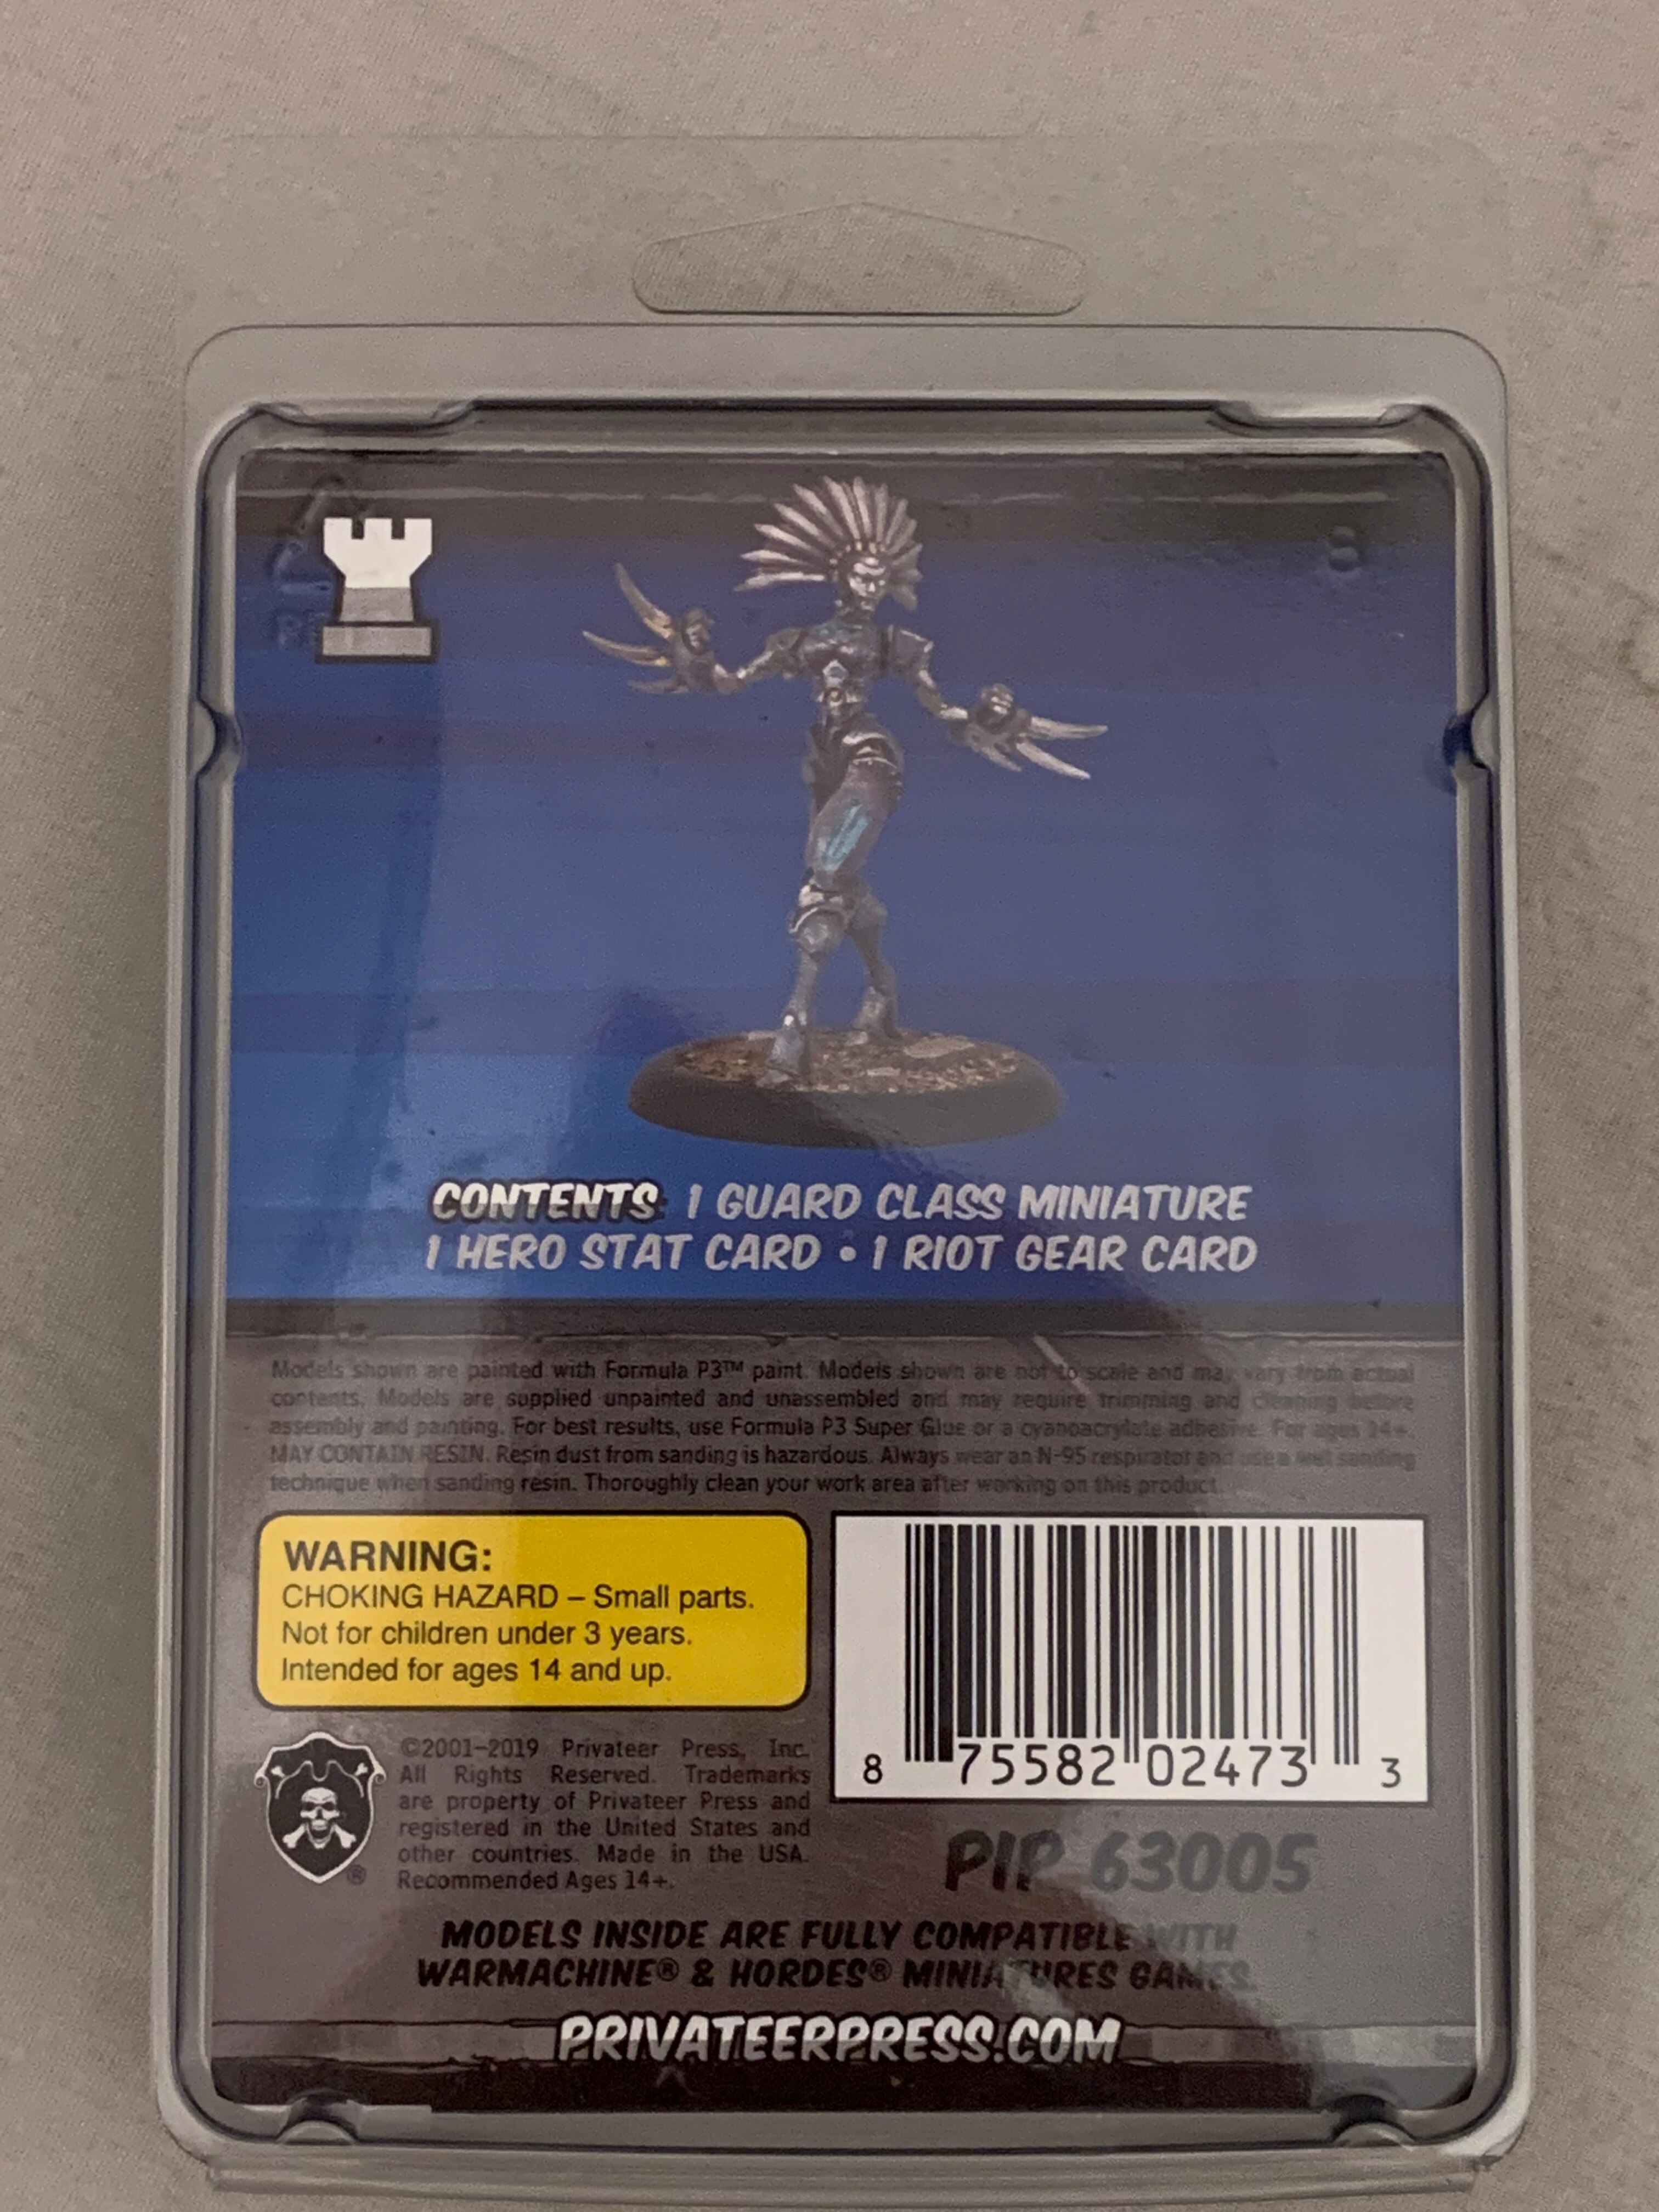 CONTENTS 1 GUARD CLASS MINIATURE
1 HERO STAT CARD • 1 RIOT GEAR CARD
Models shown are painted with Formula P3™ paint. Models shown are not to scale and may vary from actual
contents. Models are supplied unpainted and unassembled and may require trimming and cleaning before
assembly and painting. For best results, use Formula P3 Super Glue or a cyanoacrylate adhesive. For ages 14+.
MAY CONTAIN RESIN. Resin dust from sanding is hazardous. Always wear an N-95 respirator and use a wet sanding
technique when sanding resin. Thoroughly clean your work area after working on this product.
WARNING:
CHOKING HAZARD – Small parts.
Not for children under 3 years.
Intended for ages 14 and up.
8 75582 02473 3
©2001–2019 Privateer Press, Inc.
All Rights Reserved. Trademarks
are property of Privateer Press and
registered in the United States and
other countries. Made in the USA.
Recommended Ages 14+.
®
PIP 63005
MODELS INSIDE ARE FULLY COMPATIBLE WITH
WARMACHINE® & HORDES® MINIATURES GAMES.
PRIVATEERPRESS.COM